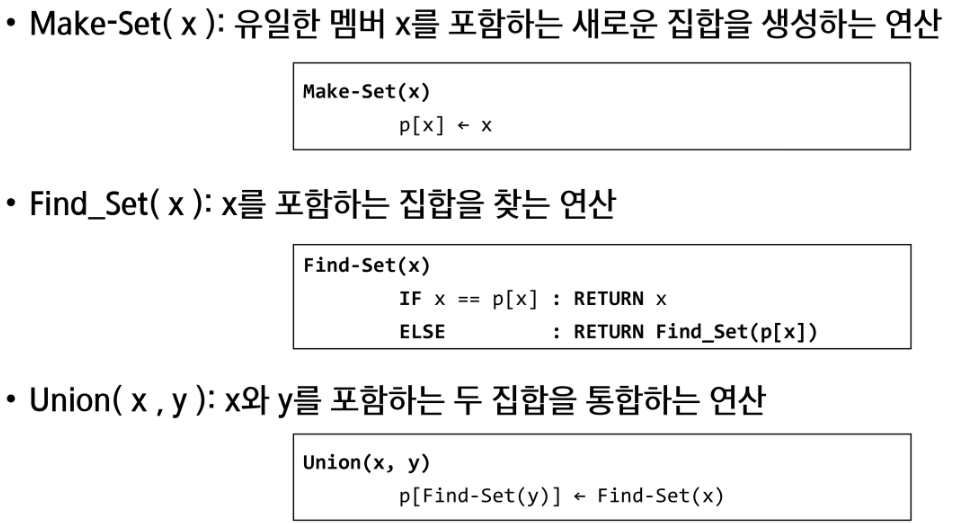 • Make-Set( x ): 유일한 멤버 x를 포함하는 새로운 집합을 생성하는 연산
Make-Set(x)
p[x] ← x
• Find_Set( x ): x를 포함하는 집합을 찾는 연산
Find-Set(x)
IF x == p[x] : RETURN x
ELSE : RETURN Find_Set(p[x])
• Union( x , y ): x와 y를 포함하는 두 집합을 통합하는 연산
Union(x, y)
p[Find-Set(y)] ← Find-Set(x)